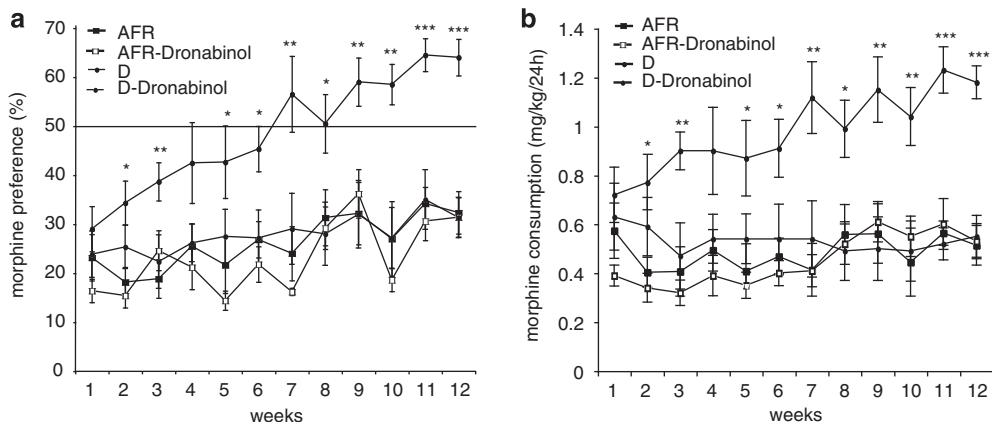 a
morphine preference (%)
70
60
50
40
30
20
10
0
AFR
AFR-Dronabinol
D
D-Dronabinol
* ** * * ** * ** ** *** ***
1 2 3 4 5 6 7 8 9 10 11 12
weeks
b
morphine consumption (mg/kg/24h)
1.4
1.2
1
0.8
0.6
0.4
0.2
0
AFR
AFR-Dronabinol
D
D-Dronabinol
* ** * * ** * ** ** *** ***
1 2 3 4 5 6 7 8 9 10 11 12
weeks